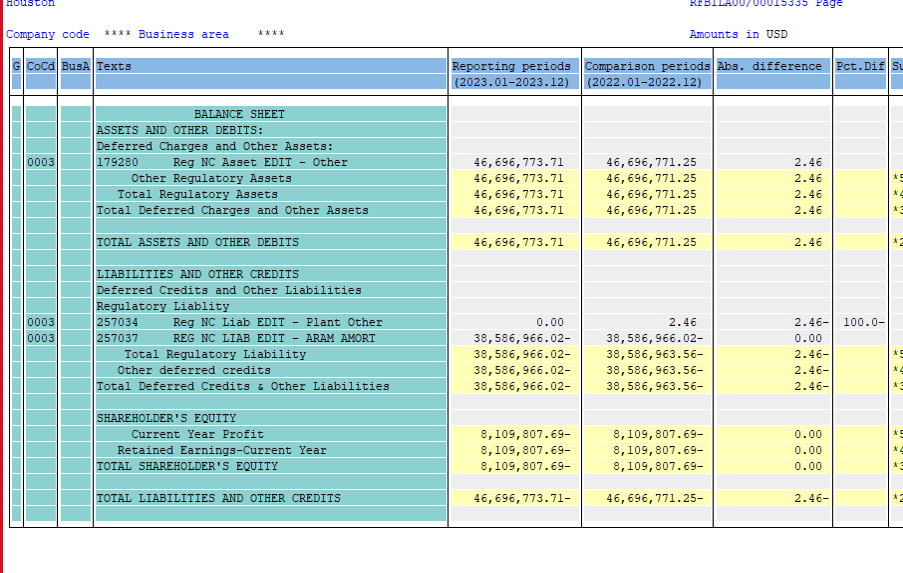 Houston RFBILA00/00015335 Page
Company code **** Business area **** Amounts in USD
G CoCd BusA Texts Reporting periods Comparison periods Abs. difference Pct.Dif Su
(2023.01-2023.12) (2022.01-2022.12)
BALANCE SHEET
ASSETS AND OTHER DEBITS:
Deferred Charges and Other Assets:
0003 179280 Reg NC Asset EDIT - Other 46,696,773.71 46,696,771.25 2.46
Other Regulatory Assets 46,696,773.71 46,696,771.25 2.46 *5
Total Regulatory Assets 46,696,773.71 46,696,771.25 2.46 *4
Total Deferred Charges and Other Assets 46,696,773.71 46,696,771.25 2.46 *3
TOTAL ASSETS AND OTHER DEBITS 46,696,773.71 46,696,771.25 2.46 *2
LIABILITIES AND OTHER CREDITS
Deferred Credits and Other Liabilities
Regulatory Liablity
0003 257034 Reg NC Liab EDIT - Plant Other 0.00 2.46 2.46- 100.0-
0003 257037 REG NC LIAB EDIT - ARAM AMORT 38,586,966.02- 38,586,966.02- 0.00
Total Regulatory Liability 38,586,966.02- 38,586,963.56- 2.46- *5
Other deferred credits 38,586,966.02- 38,586,963.56- 2.46- *4
Total Deferred Credits & Other Liabilities 38,586,966.02- 38,586,963.56- 2.46- *3
SHAREHOLDER'S EQUITY
Current Year Profit 8,109,807.69- 8,109,807.69- 0.00 *5
Retained Earnings-Current Year 8,109,807.69- 8,109,807.69- 0.00 *4
TOTAL SHAREHOLDER'S EQUITY 8,109,807.69- 8,109,807.69- 0.00 *3
TOTAL LIABILITIES AND OTHER CREDITS 46,696,773.71- 46,696,771.25- 2.46- *2